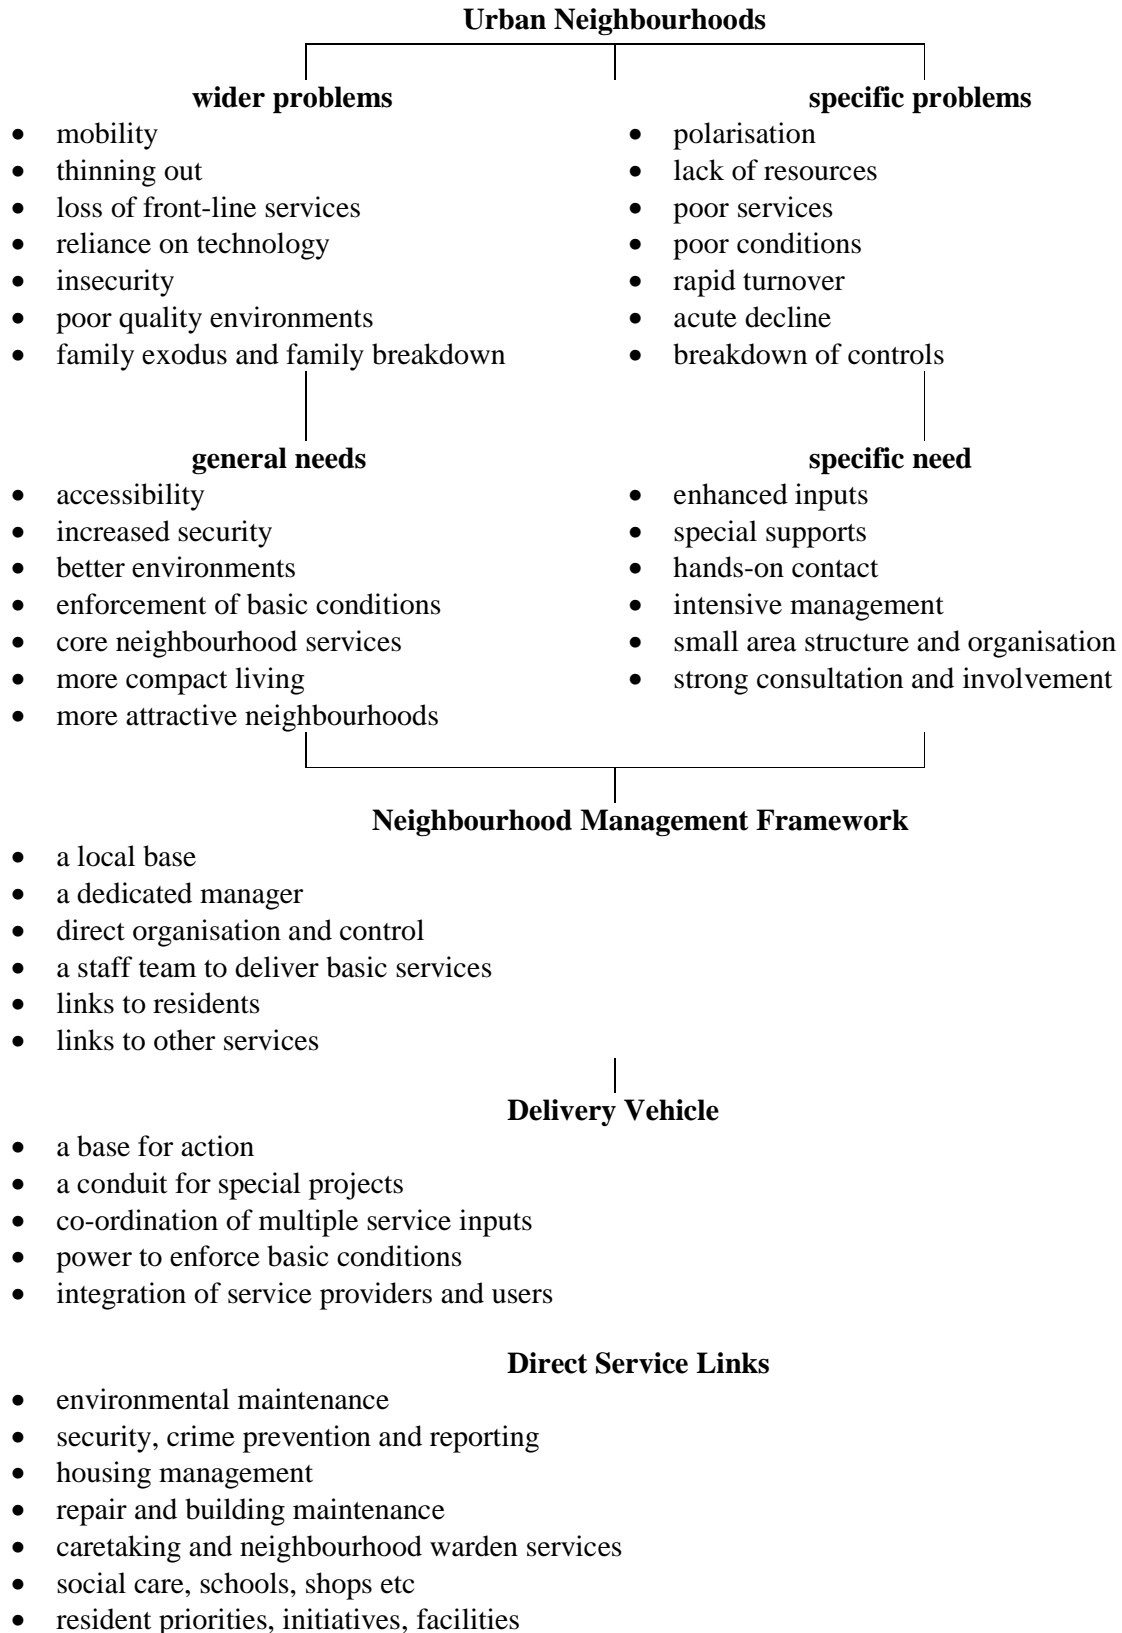 Urban Neighbourhoods
wider problems
• mobility
• thinning out
• loss of front-line services
• reliance on technology
• insecurity
• poor quality environments
• family exodus and family breakdown
specific problems
• polarisation
• lack of resources
• poor services
• poor conditions
• rapid turnover
• acute decline
• breakdown of controls
general needs
• accessibility
• increased security
• better environments
• enforcement of basic conditions
• core neighbourhood services
• more compact living
• more attractive neighbourhoods
specific need
• enhanced inputs
• special supports
• hands-on contact
• intensive management
• small area structure and organisation
• strong consultation and involvement
Neighbourhood Management Framework
• a local base
• a dedicated manager
• direct organisation and control
• a staff team to deliver basic services
• links to residents
• links to other services
Delivery Vehicle
• a base for action
• a conduit for special projects
• co-ordination of multiple service inputs
• power to enforce basic conditions
• integration of service providers and users
Direct Service Links
• environmental maintenance
• security, crime prevention and reporting
• housing management
• repair and building maintenance
• caretaking and neighbourhood warden services
• social care, schools, shops etc
• resident priorities, initiatives, facilities